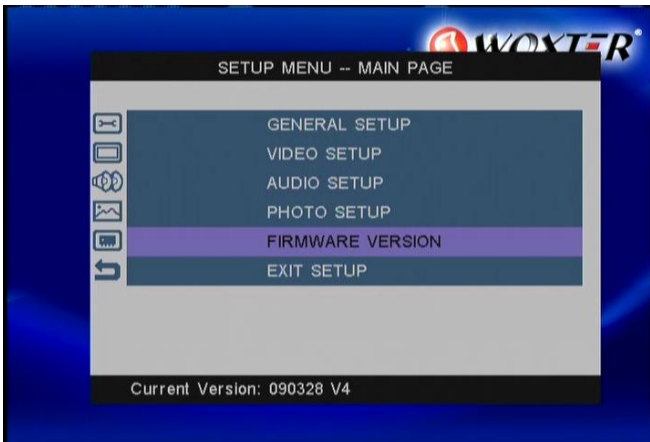 WOXTER
SETUP MENU -- MAIN PAGE
GENERAL SETUP
VIDEO SETUP
AUDIO SETUP
PHOTO SETUP
FIRMWARE VERSION
EXIT SETUP
Current Version: 090328 V4